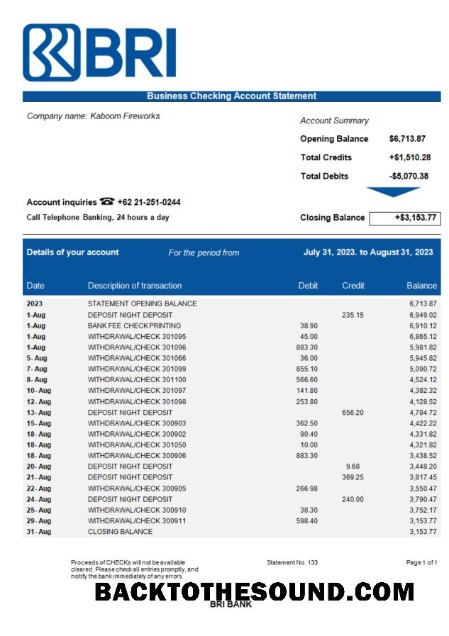 BRI
Business Checking Account Statement
Company name: Kaboom Fireworks
Account Summary
Opening Balance $6,713.87
Total Credits +$1,510.28
Total Debits -$5,070.38
Account inquiries ☎ +62 21-251-0244
Call Telephone Banking, 24 hours a day
Closing Balance +$3,153.77
Details of your account For the period from July 31, 2023. to August 31, 2023
Date Description of transaction Debit Credit Balance
2023 STATEMENT OPENING BALANCE 6,713.87
1-Aug DEPOSIT NIGHT DEPOSIT 235.15 6,949.02
1-Aug BANK FEE CHECKPRINTING 38.90 6,910.12
1-Aug WITHDRAWAL/CHECK 301095 45.00 6,865.12
1-Aug WITHDRAWAL/CHECK 301096 883.30 5,981.82
5- Aug WITHDRAWAL/CHECK 301066 36.00 5,945.82
7- Aug WITHDRAWAL/CHECK 301099 855.10 5,090.72
8- Aug WITHDRAWAL/CHECK 301100 566.60 4,524.12
10- Aug WITHDRAWAL/CHECK 301097 141.80 4,382.32
12- Aug WITHDRAWAL/CHECK 301098 253.80 4,128.52
13- Aug DEPOSIT NIGHT DEPOSIT 656.20 4,784.72
15- Aug WITHDRAWAL/CHECK 300903 362.50 4,422.22
18- Aug WITHDRAWAL/CHECK 300902 90.40 4,331.82
18- Aug WITHDRAWAL/CHECK 301050 10.00 4,321.82
18- Aug WITHDRAWAL/CHECK 300906 883.30 3,438.52
20- Aug DEPOSIT NIGHT DEPOSIT 9.68 3,448.20
21- Aug DEPOSIT NIGHT DEPOSIT 369.25 3,817.45
22- Aug WITHDRAWAL/CHECK 300905 266.98 3,550.47
24- Aug DEPOSIT NIGHT DEPOSIT 240.00 3,790.47
25- Aug WITHDRAWAL/CHECK 300910 38.30 3,752.17
29- Aug WITHDRAWAL/CHECK 300911 598.40 3,153.77
31- Aug CLOSING BALANCE 3,153.77
Proceeds of CHECKs will not be available Statement No. 133 Page 1 of 1
cleared. Please check all entries promptly, and
notify the bank immediately of any errors.
BACKTOTHESOUND.COM
BRI BANK